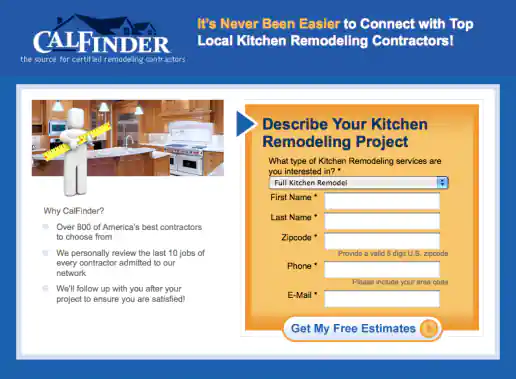 CALFINDER
the source for certified remodeling contractors
It's Never Been Easier to Connect with Top
Local Kitchen Remodeling Contractors!
Why CalFinder?
Over 800 of America's best contractors
to choose from
We personally review the last 10 jobs of
every contractor admitted to our
network
We'll follow up with you after your
project to ensure you are satisfied!
Describe Your Kitchen
Remodeling Project
What type of Kitchen Remodeling services are
you interested in? *
Full Kitchen Remodel
First Name *
Last Name *
Zipcode *
Provide a valid 5 digit U.S. zipcode
Phone *
Please include your area code
E-Mail *
Get My Free Estimates